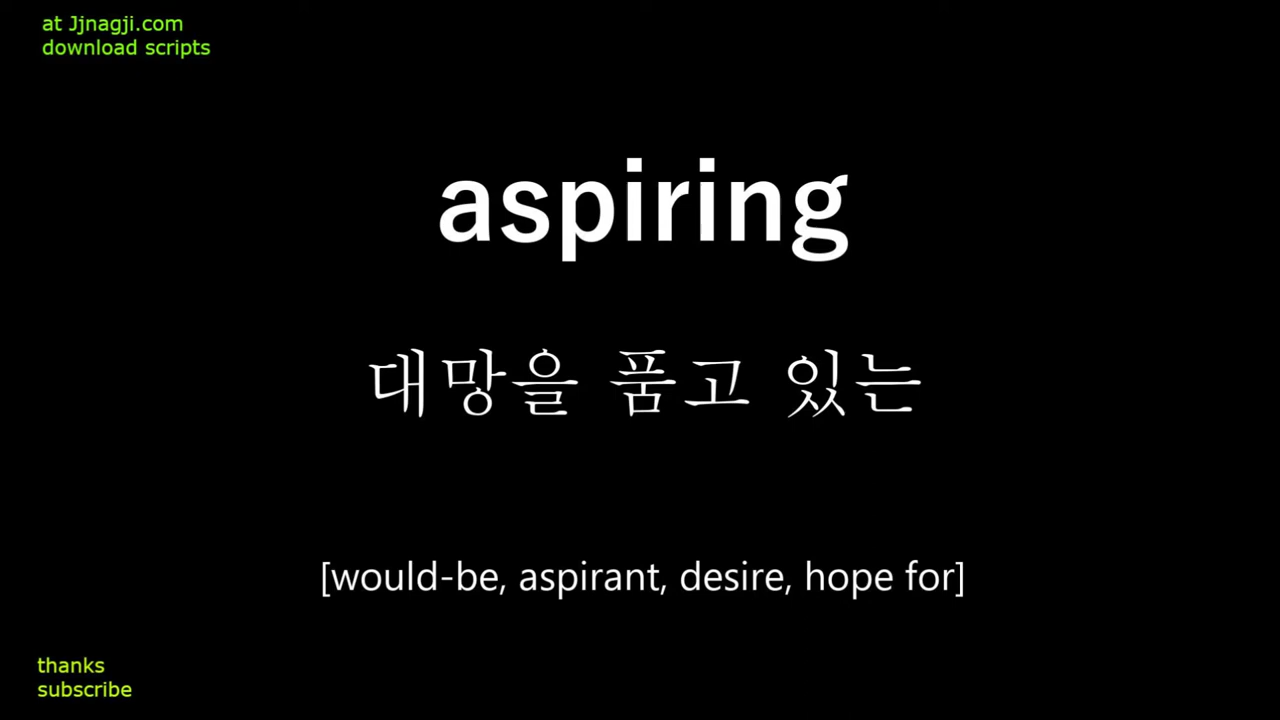 at Jjnagji.com
download scripts
aspiring
대망을 품고 있는
[would-be, aspirant, desire, hope for]
thanks
subscribe